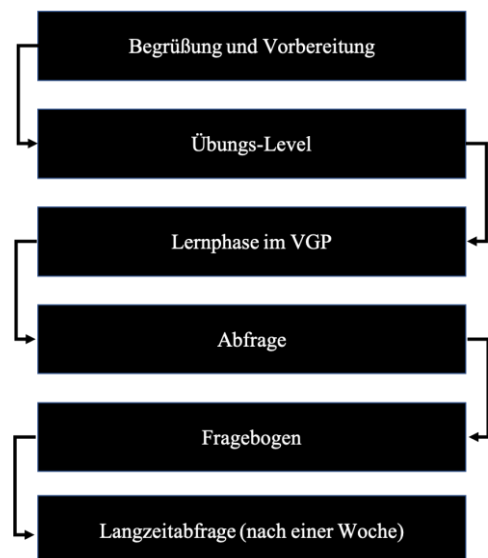 Begrüßung und Vorbereitung
Übungs-Level
Lernphase im VGP
Abfrage
Fragebogen
Langzeitabfrage (nach einer Woche)